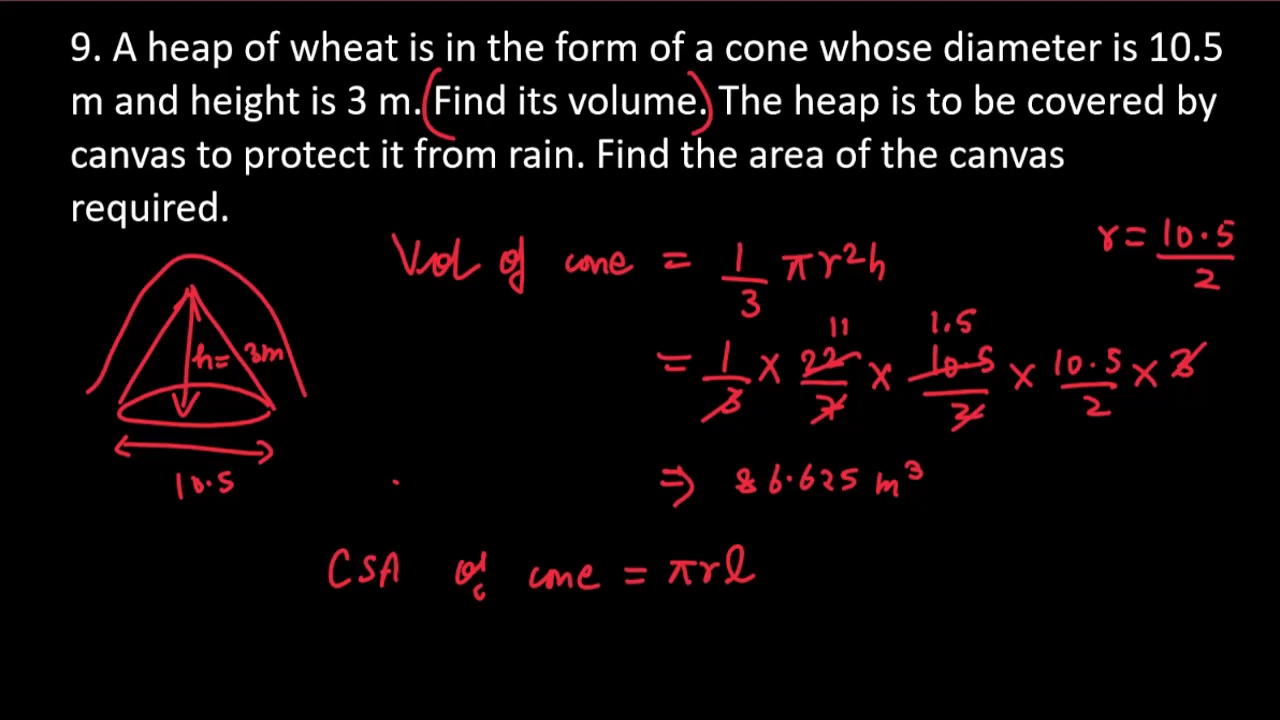 9. A heap of wheat is in the form of a cone whose diameter is 10.5
m and height is 3 m. (Find its volume.) The heap is to be covered by
canvas to protect it from rain. Find the area of the canvas
required.
r = 10.5/2
Vol of cone = 1/3 πr²h
11 1.5
= 1/3 × 22/7 × 10.5/2 × 10.5/2 × 3
h= 3m
10.5
⇒ 86.625 m³
CSA of cone = πrl